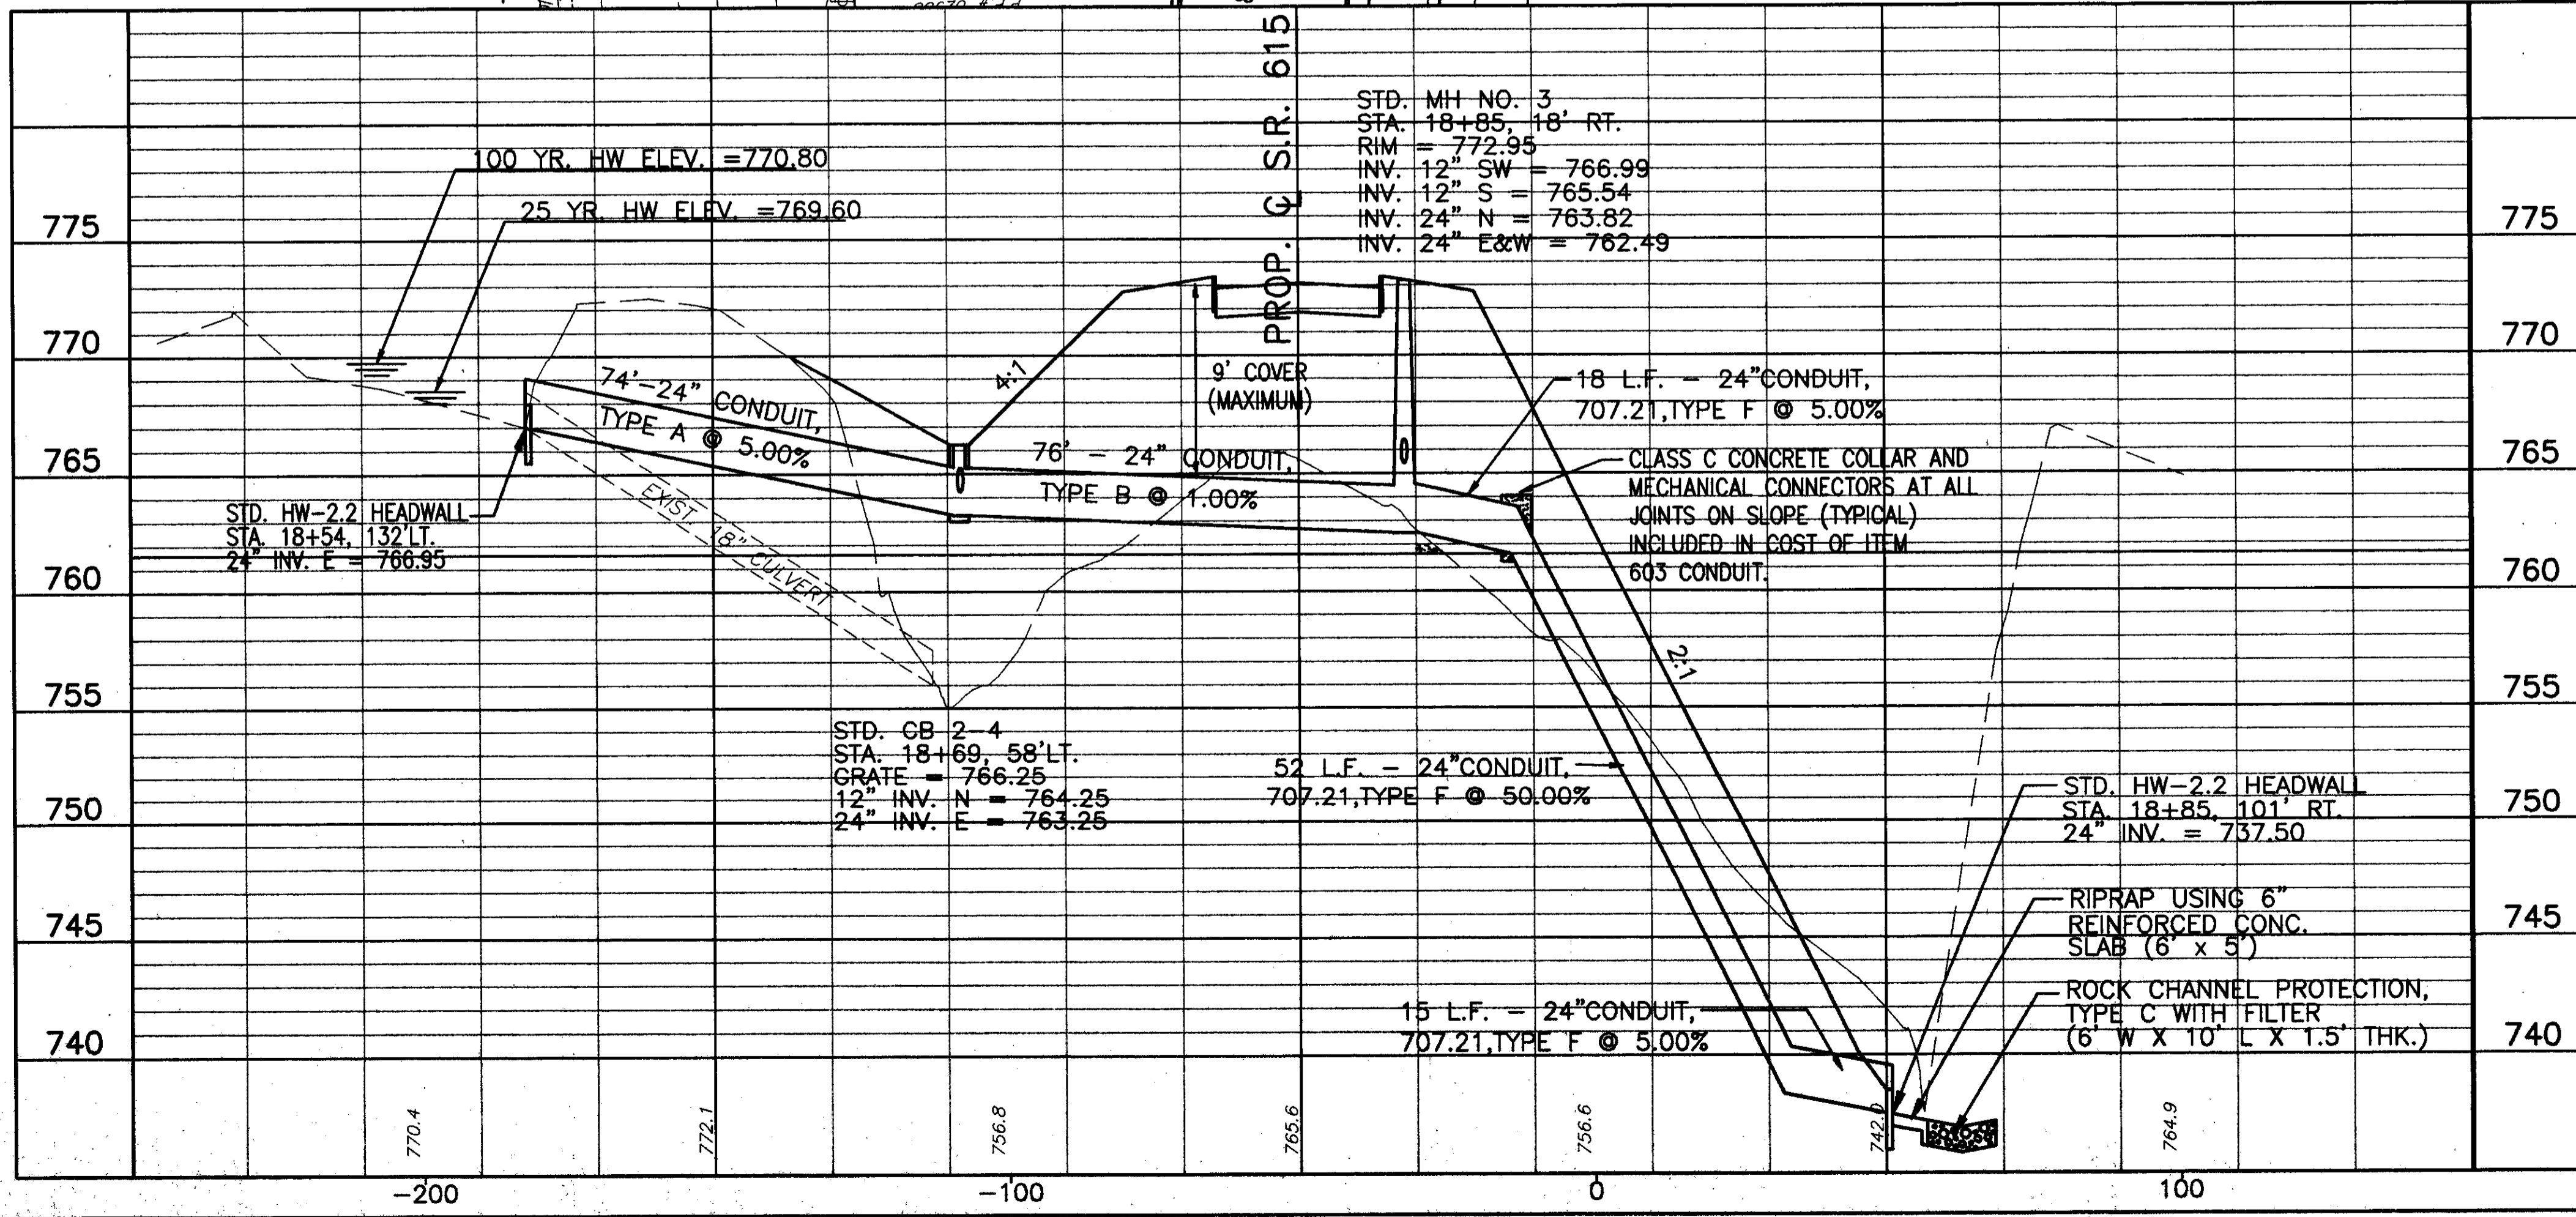 PROP. ℄ S.R. 615
STD. MH NO. 3
STA. 18+85, 18' RT.
RIM = 772.95
INV. 12" SW = 766.99
INV. 12" S = 765.54
INV. 24" N = 763.82
INV. 24" E&W = 762.49
100 YR. HW ELEV. =770.80
25 YR. HW ELEV. =769.60
775
775
770
770
765
765
760
760
755
755
750
750
745
745
740
740
74'-24" CONDUIT,
TYPE A @ 5.00%
4:1
9' COVER
(MAXIMUM)
76' - 24" CONDUIT,
TYPE B @ 1.00%
18 L.F. - 24"CONDUIT,
707.21,TYPE F @ 5.00%
CLASS C CONCRETE COLLAR AND
MECHANICAL CONNECTORS AT ALL
JOINTS ON SLOPE (TYPICAL)
INCLUDED IN COST OF ITEM
603 CONDUIT.
STD. HW-2.2 HEADWALL
STA. 18+54, 132'LT.
24" INV. E = 766.95
EXIST. 18" CULVERT
2:1
STD. CB 2-4
STA. 18+69, 58'LT.
GRATE = 766.25
12" INV. N = 764.25
24" INV. E = 763.25
52 L.F. - 24"CONDUIT,
707.21,TYPE F @ 50.00%
STD. HW-2.2 HEADWALL
STA. 18+85, 101' RT.
24" INV. = 737.50
RIPRAP USING 6"
REINFORCED CONC.
SLAB (6' x 5')
ROCK CHANNEL PROTECTION,
TYPE C WITH FILTER
(6' W X 10' L X 1.5' THK.)
15 L.F. - 24"CONDUIT,
707.21,TYPE F @ 5.00%
770.4
772.1
756.8
765.6
756.6
742.0
764.9
-200
-100
0
100